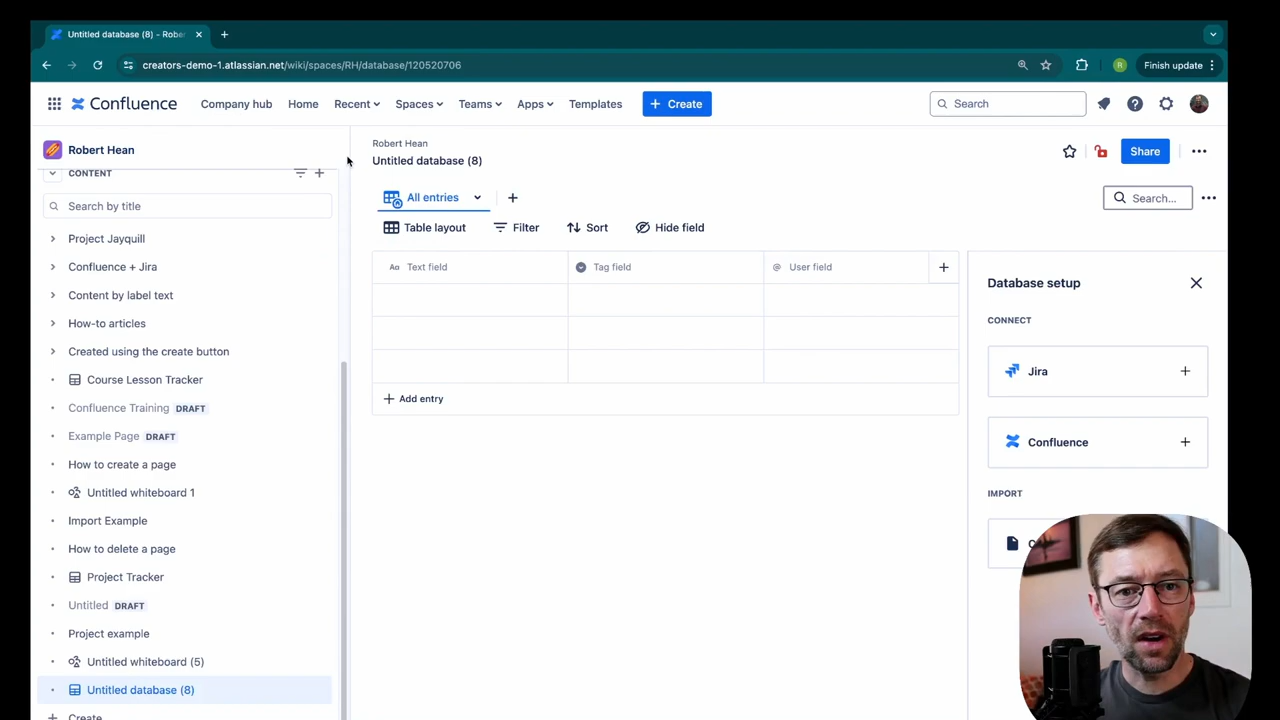 Untitled database (8) - Rober
creators-demo-1.atlassian.net/wiki/spaces/RH/database/120520706
R
Finish update
Confluence
Company hub
Home
Recent
Spaces
Teams
Apps
Templates
+ Create
Search
Robert Hean
CONTENT
Search by title
Project Jayquill
Confluence + Jira
Content by label text
How-to articles
Created using the create button
Course Lesson Tracker
Confluence Training DRAFT
Example Page DRAFT
How to create a page
Untitled whiteboard 1
Import Example
How to delete a page
Project Tracker
Untitled DRAFT
Project example
Untitled whiteboard (5)
Untitled database (8)
+ Create
Robert Hean
Untitled database (8)
Share
All entries
Search...
Table layout
Filter
Sort
Hide field
Aa Text field
Tag field
@ User field
+ Add entry
Database setup
CONNECT
Jira
Confluence
IMPORT